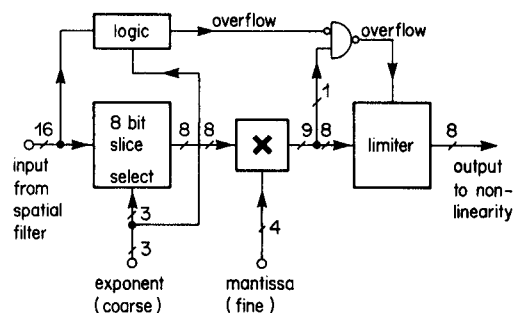 logic
overflow
overflow
1
16
8 bit
slice
select
8
8
×
9
8
limiter
8
input
from
spatial
filter
output
to non-
linearity
3
3
4
exponent
(coarse)
mantissa
(fine)